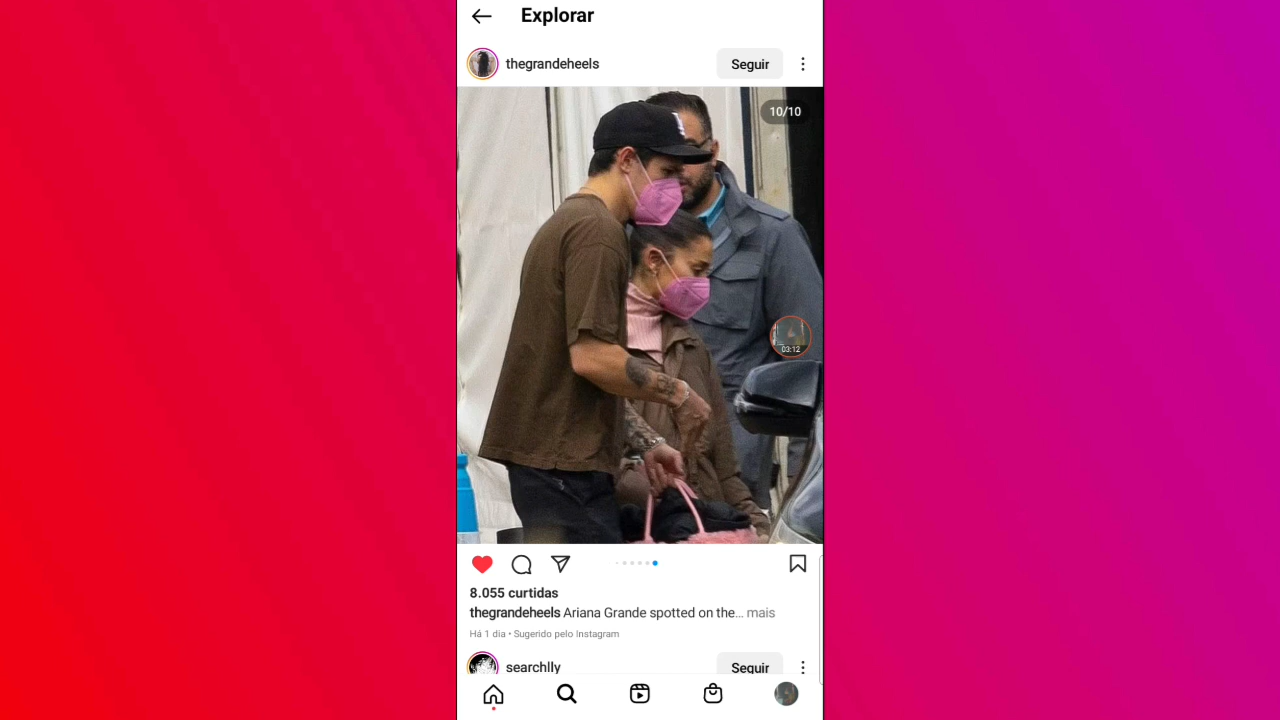 Explorar
thegrandeheels
Seguir
10/10
03:12
8.055 curtidas
thegrandeheels Ariana Grande spotted on the... mais
Há 1 dia • Sugerido pelo Instagram
searchlly
Seguir